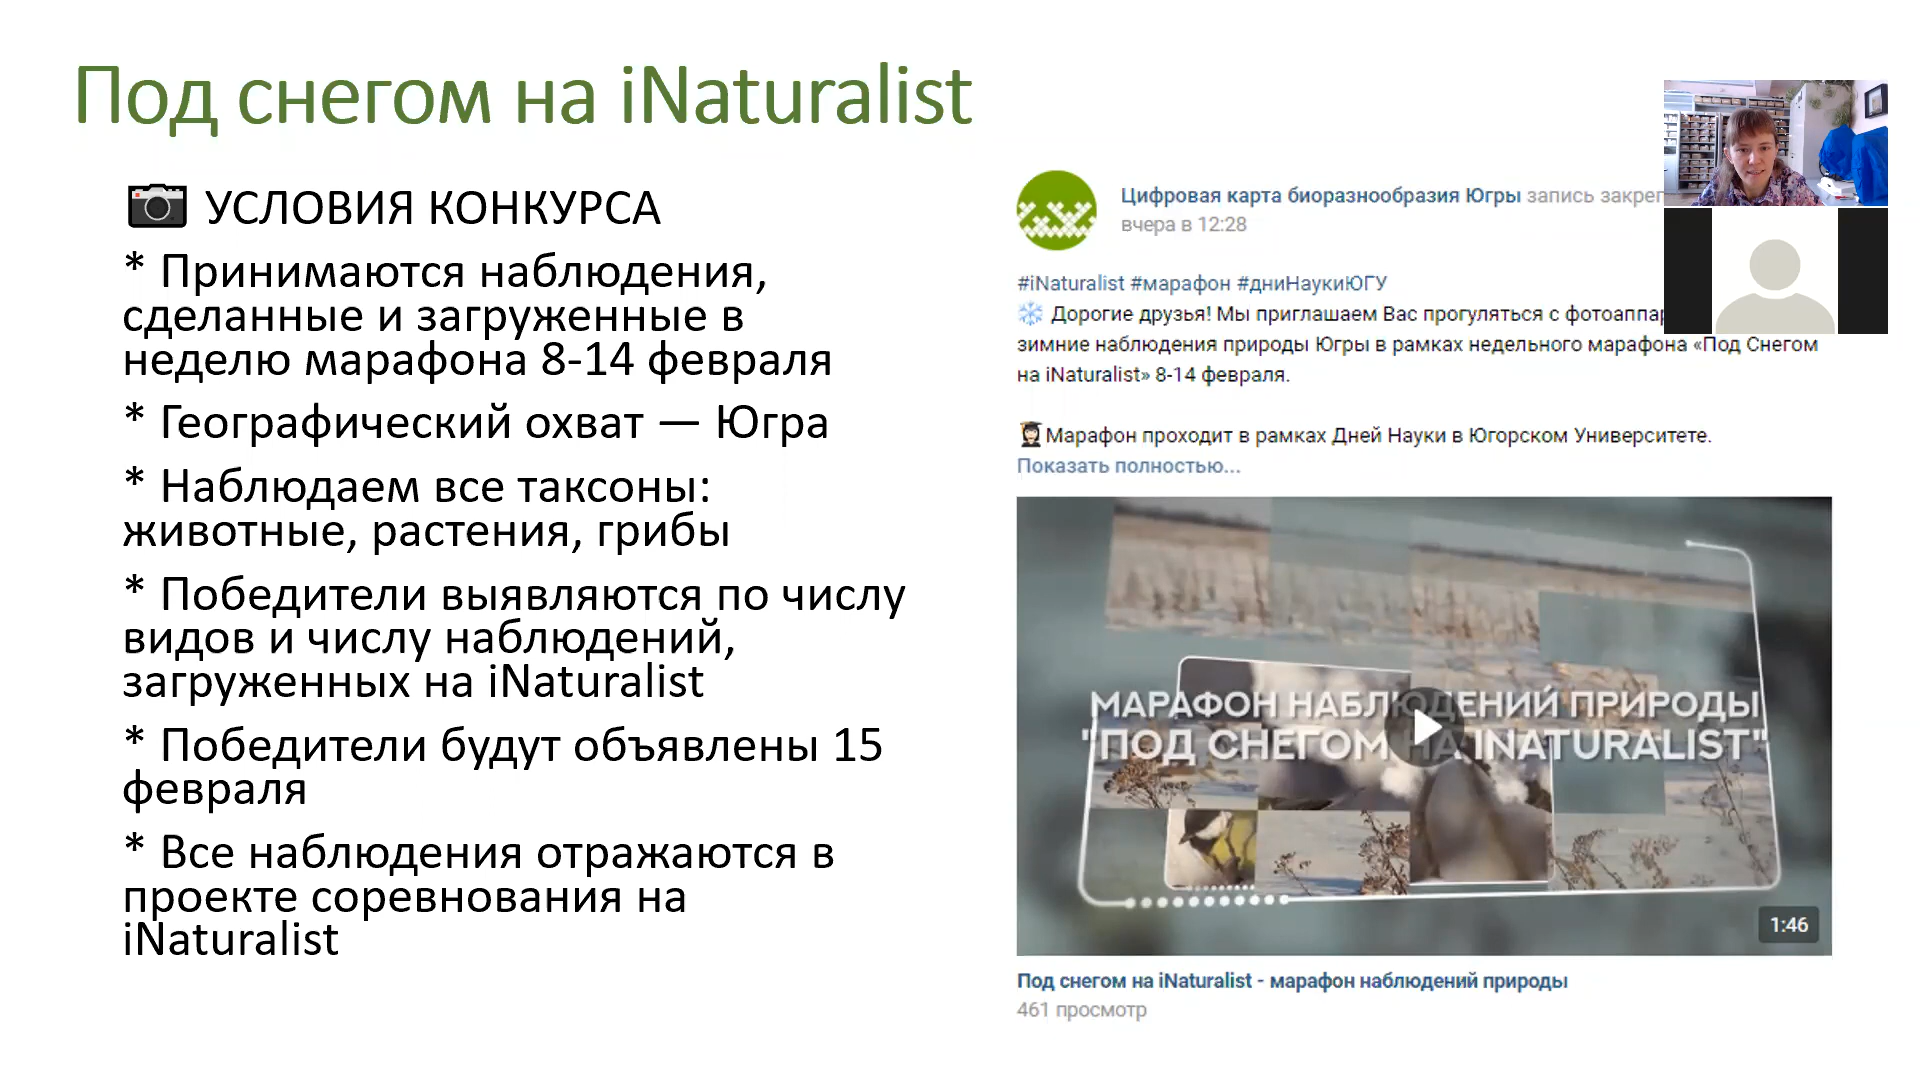 Под снегом на iNaturalist
УСЛОВИЯ КОНКУРСА
* Принимаются наблюдения,
сделанные и загруженные в
неделю марафона 8-14 февраля
* Географический охват — Югра
* Наблюдаем все таксоны:
животные, растения, грибы
* Победители выявляются по числу
видов и числу наблюдений,
загруженных на iNaturalist
* Победители будут объявлены 15
февраля
* Все наблюдения отражаются в
проекте соревнования на
iNaturalist
Цифровая карта биоразнообразия Югры запись
вчера в 12:28
#iNaturalist #марафон #дниНаукиЮГУ
Дорогие друзья! Мы приглашаем Вас прогуляться с
зимние наблюдения природы Югры в рамках недельного марафона «Под Снегом
на iNaturalist» 8-14 февраля.
Марафон проходит в рамках Дней Науки в Югорском Университете.
Показать полностью...
МАРАФОН НАБЛЮДЕНИЙ ПРИРОДЫ
"ПОД СНЕГОМ НА INATURALIST"
1:46
Под снегом на iNaturalist - марафон наблюдений природы
461 просмотр